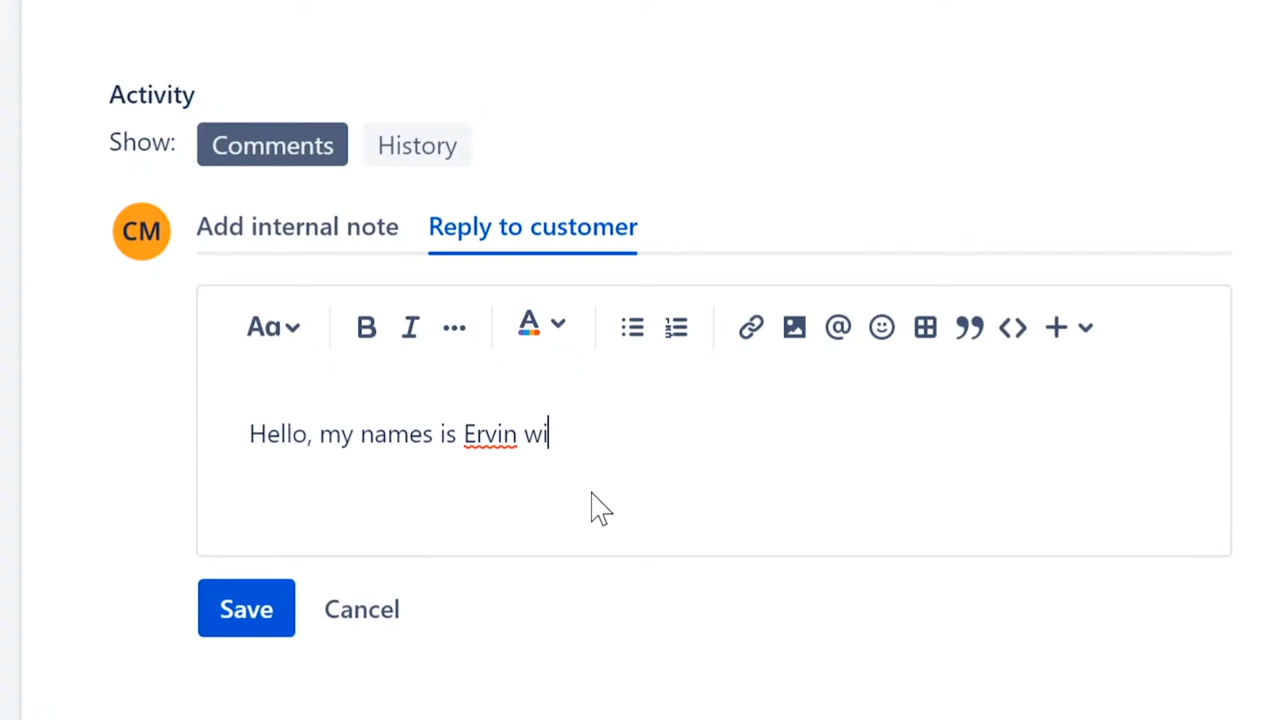 Activity
Show: Comments History
CM Add internal note Reply to customer
Aa B I ... A @ + 
Hello, my names is Ervin wi
Save Cancel